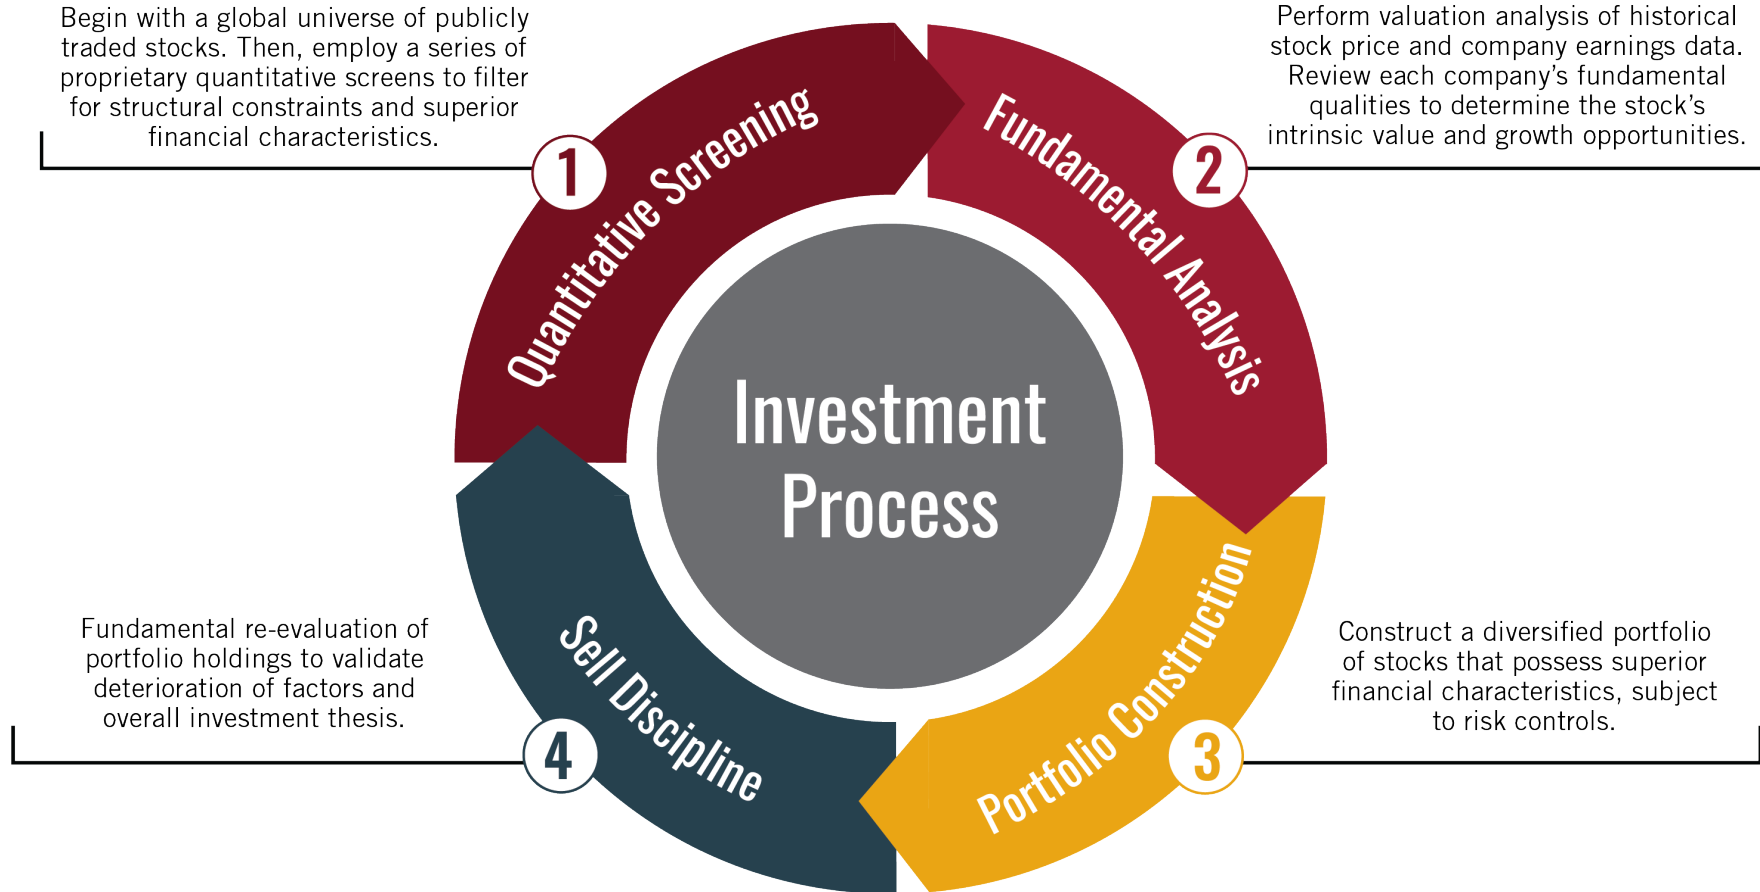 Begin with a global universe of publicly
traded stocks. Then, employ a series of
proprietary quantitative screens to filter
for structural constraints and superior
financial characteristics.
1
Quantitative Screening
Perform valuation analysis of historical
stock price and company earnings data.
Review each company’s fundamental
qualities to determine the stock’s
intrinsic value and growth opportunities.
2
Fundamental Analysis
Investment
Process
Construct a diversified portfolio
of stocks that possess superior
financial characteristics, subject
to risk controls.
3
Portfolio Construction
Fundamental re-evaluation of
portfolio holdings to validate
deterioration of factors and
overall investment thesis.
4
Sell Discipline